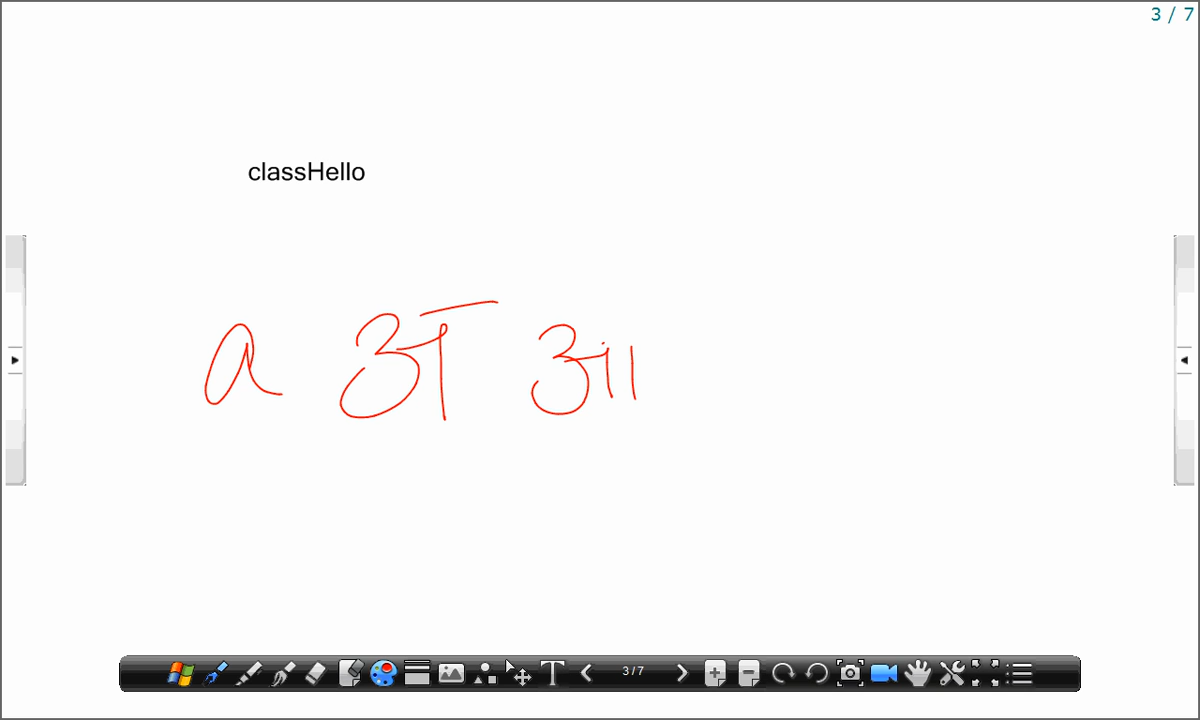 3 / 7
classHello
a अ आ
3/7